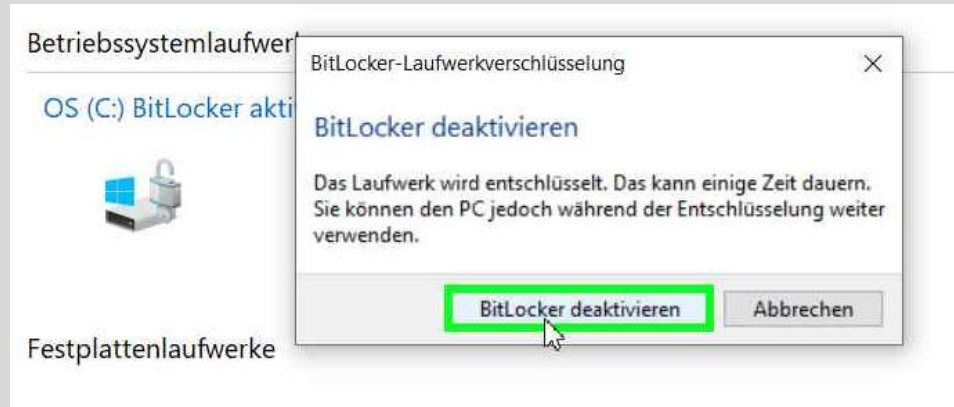 Betriebssystemlaufwer
BitLocker-Laufwerkverschlüsselung
OS (C:) BitLocker akti
BitLocker deaktivieren
Das Laufwerk wird entschlüsselt. Das kann einige Zeit dauern.
Sie können den PC jedoch während der Entschlüsselung weiter
verwenden.
BitLocker deaktivieren
Abbrechen
Festplattenlaufwerke